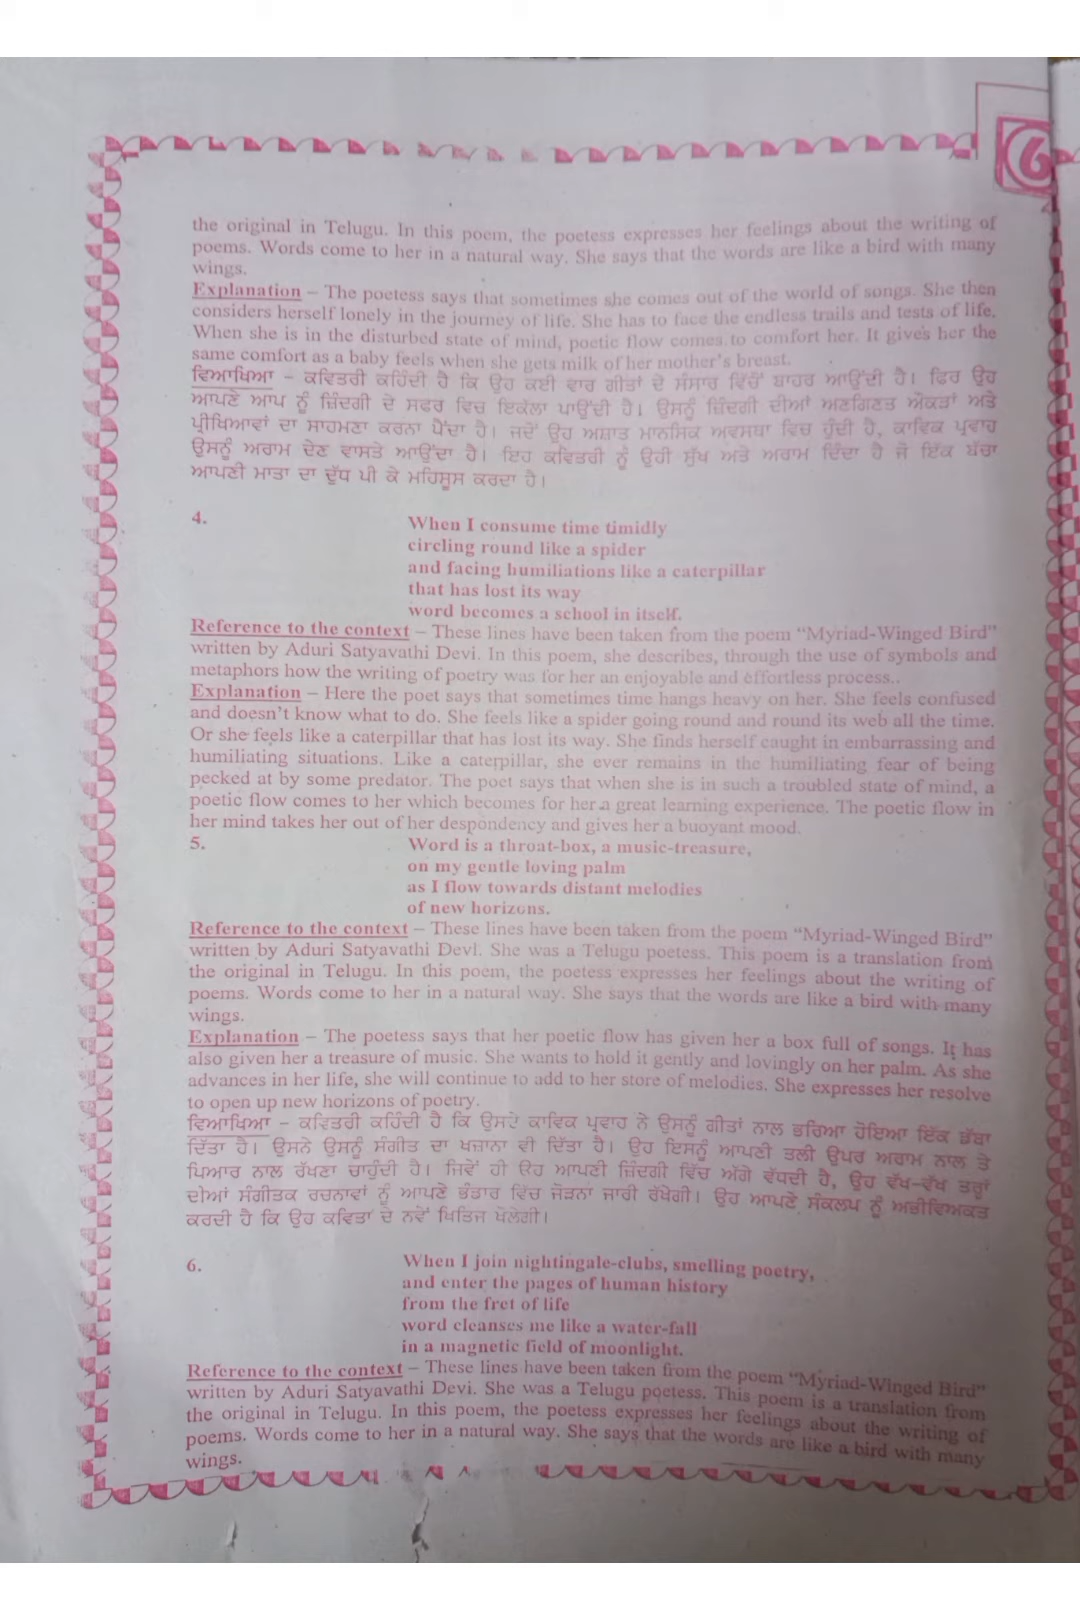 6
the original in Telugu. In this poem, the poetess expresses her feelings about the writing of
poems. Words come to her in a natural way. She says that the words are like a bird with many
wings.
Explanation – The poetess says that sometimes she comes out of the world of songs. She then
considers herself lonely in the journey of life. She has to face the endless trails and tests of life.
When she is in the disturbed state of mind, poetic flow comes to comfort her. It gives her the
same comfort as a baby feels when she gets milk of her mother's breast.
ਵਿਆਖਿਆ – ਕਵਿਤਰੀ ਕਹਿੰਦੀ ਹੈ ਕਿ ਉਹ ਕਈ ਵਾਰ ਗੀਤਾਂ ਦੇ ਸੰਸਾਰ ਵਿੱਚੋਂ ਬਾਹਰ ਆਉਂਦੀ ਹੈ। ਫਿਰ ਉਹ
ਆਪਣੇ ਆਪ ਨੂੰ ਜ਼ਿੰਦਗੀ ਦੇ ਸਫਰ ਵਿਚ ਇਕੱਲਾ ਪਾਉਂਦੀ ਹੈ। ਉਸਨੂੰ ਜ਼ਿੰਦਗੀ ਦੀਆਂ ਅਣਗਿਣਤ ਔਕੜਾਂ ਅਤੇ
ਪ੍ਰੀਖਿਆਵਾਂ ਦਾ ਸਾਹਮਣਾ ਕਰਨਾ ਪੈਂਦਾ ਹੈ। ਜਦੋਂ ਉਹ ਅਸ਼ਾਤ ਮਾਨਸਿਕ ਅਵਸਥਾ ਵਿਚ ਹੁੰਦੀ ਹੈ, ਕਾਵਿਕ ਪ੍ਰਵਾਹ
ਉਸਨੂੰ ਅਰਾਮ ਦੇਣ ਵਾਸਤੇ ਆਉਂਦਾ ਹੈ। ਇਹ ਕਵਿਤਰੀ ਨੂੰ ਉਹੀ ਸੁੱਖ ਅਤੇ ਅਰਾਮ ਦਿੰਦਾ ਹੈ ਜੋ ਇੱਕ ਬੱਚਾ
ਆਪਣੀ ਮਾਤਾ ਦਾ ਦੁੱਧ ਪੀ ਕੇ ਮਹਿਸੂਸ ਕਰਦਾ ਹੈ।
4. When I consume time timidly
circling round like a spider
and facing humiliations like a caterpillar
that has lost its way
word becomes a school in itself.
Reference to the context – These lines have been taken from the poem “Myriad-Winged Bird”
written by Aduri Satyavathi Devi. In this poem, she describes, through the use of symbols and
metaphors how the writing of poetry was for her an enjoyable and effortless process..
Explanation – Here the poet says that sometimes time hangs heavy on her. She feels confused
and doesn't know what to do. She feels like a spider going round and round its web all the time.
Or she feels like a caterpillar that has lost its way. She finds herself caught in embarrassing and
humiliating situations. Like a caterpillar, she ever remains in the humiliating fear of being
pecked at by some predator. The poet says that when she is in such a troubled state of mind, a
poetic flow comes to her which becomes for her a great learning experience. The poetic flow in
her mind takes her out of her despondency and gives her a buoyant mood.
5. Word is a throat-box, a music-treasure,
on my gentle loving palm
as I flow towards distant melodies
of new horizons.
Reference to the context – These lines have been taken from the poem “Myriad-Winged Bird”
written by Aduri Satyavathi Devl. She was a Telugu poetess. This poem is a translation from
the original in Telugu. In this poem, the poetess expresses her feelings about the writing of
poems. Words come to her in a natural way. She says that the words are like a bird with many
wings.
Explanation – The poetess says that her poetic flow has given her a box full of songs. It has
also given her a treasure of music. She wants to hold it gently and lovingly on her palm. As she
advances in her life, she will continue to add to her store of melodies. She expresses her resolve
to open up new horizons of poetry.
ਵਿਆਖਿਆ – ਕਵਿਤਰੀ ਕਹਿੰਦੀ ਹੈ ਕਿ ਉਸਦੇ ਕਾਵਿਕ ਪ੍ਰਵਾਹ ਨੇ ਉਸਨੂੰ ਗੀਤਾਂ ਨਾਲ ਭਰਿਆ ਹੋਇਆ ਇੱਕ ਡੱਬਾ
ਦਿੱਤਾ ਹੈ। ਉਸਨੇ ਉਸਨੂੰ ਸੰਗੀਤ ਦਾ ਖਜ਼ਾਨਾ ਵੀ ਦਿੱਤਾ ਹੈ। ਉਹ ਇਸਨੂੰ ਆਪਣੀ ਤਲੀ ਉਪਰ ਅਰਾਮ ਨਾਲ ਤੇ
ਪਿਆਰ ਨਾਲ ਰੱਖਣਾ ਚਾਹੁੰਦੀ ਹੈ। ਜਿਵੇਂ ਹੀ ੳਹ ਆਪਣੀ ਜ਼ਿੰਦਗੀ ਵਿੱਚ ਅੱਗੇ ਵੱਧਦੀ ਹੈ, ਉਹ ਵੱਖ-ਵੱਖ ਤਰ੍ਹਾਂ
ਦੀਆਂ ਸੰਗੀਤਕ ਰਚਨਾਵਾਂ ਨੂੰ ਆਪਣੇ ਭੰਡਾਰ ਵਿੱਚ ਜੋੜਨਾ ਜਾਰੀ ਰੱਖੇਗੀ। ਉਹ ਆਪਣੇ ਸੰਕਲਪ ਨੂੰ ਅਭੀਵਿਅਕਤ
ਕਰਦੀ ਹੈ ਕਿ ਉਹ ਕਵਿਤਾ ਦੇ ਨਵੇਂ ਖਿਤਿਜ ਖੋਲੇਗੀ।
6. When I join nightingale-clubs, smelling poetry,
and enter the pages of human history
from the fret of life
word cleanses me like a water-fall
in a magnetic field of moonlight.
Reference to the context – These lines have been taken from the poem “Myriad-Winged Bird”
written by Aduri Satyavathi Devi. She was a Telugu poetess. This poem is a translation from
the original in Telugu. In this poem, the poetess expresses her feelings about the writing of
poems. Words come to her in a natural way. She says that the words are like a bird with many
wings.